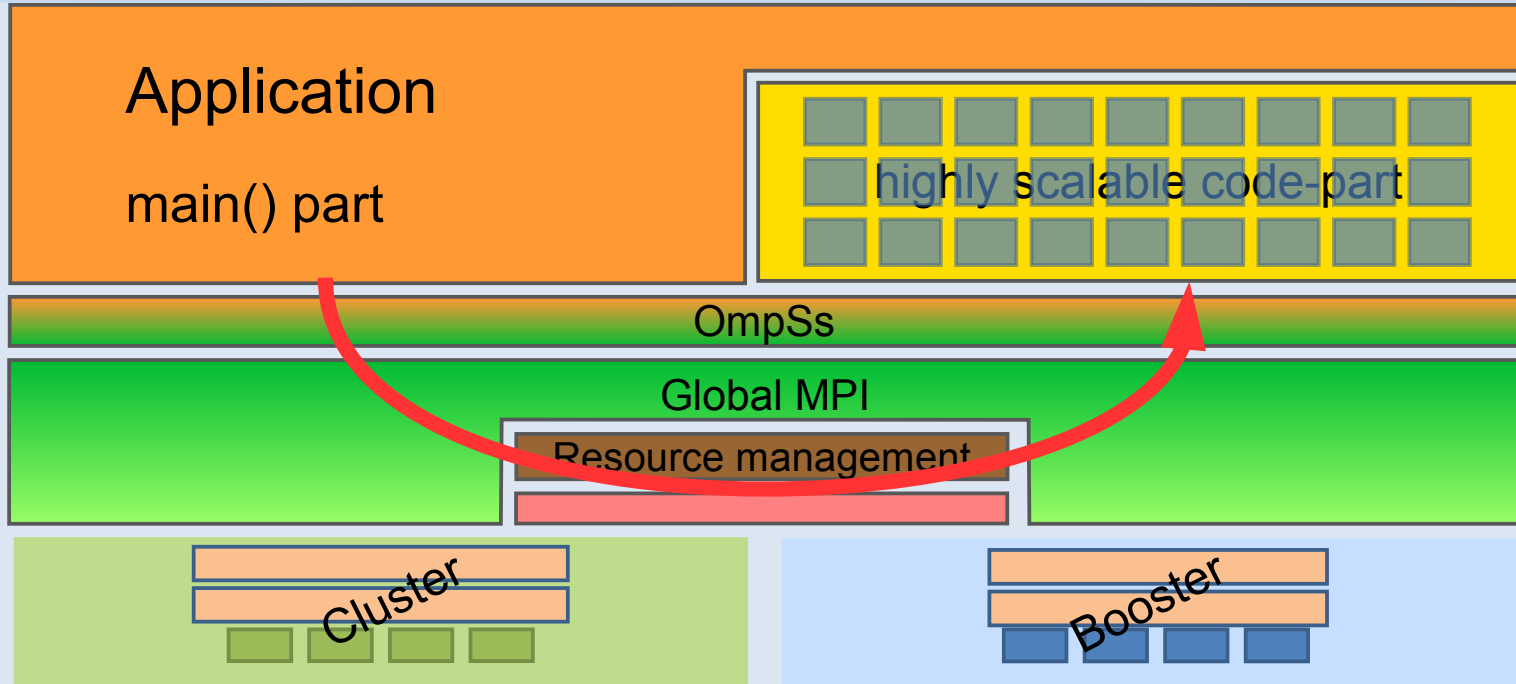 Application
main() part
highly scalable code-part
OmpSs
Global MPI
Resource management
Cluster
Booster